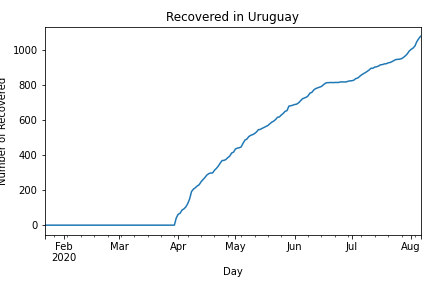 Recovered in Uruguay
Number of Recovered
1000
800
600
400
200
0
Feb
2020
Mar
Apr
May
Jun
Jul
Aug
Day